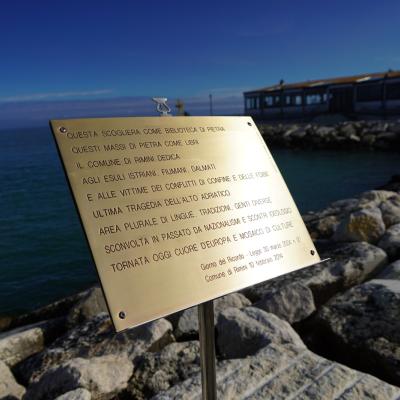 QUESTA SCOGLIERA COME BIBLIOTECA DI PIETRA
QUESTI MASSI DI PIETRA COME LIBRI
IL COMUNE DI RIMINI DEDICA
AGLI ESULI ISTRIANI, FIUMANI, DALMATI
E ALLE VITTIME DEI CONFLITTI DI CONFINE E DELLE FOIBE
ULTIMA TRAGEDIA DELL'ALTO ADRIATICO
AREA PLURALE DI LINGUE, TRADIZIONI, GENTI DIVERSE
SCONVOLTA IN PASSATO DA NAZIONALISMI E SCONTRI IDEOLOGICI
TORNATA OGGI CUORE D'EUROPA E MOSAICO DI CULTURE
Giorno del Ricordo - Legge 30 marzo 2004 n° 92
Comune di Rimini 10 febbraio 2014